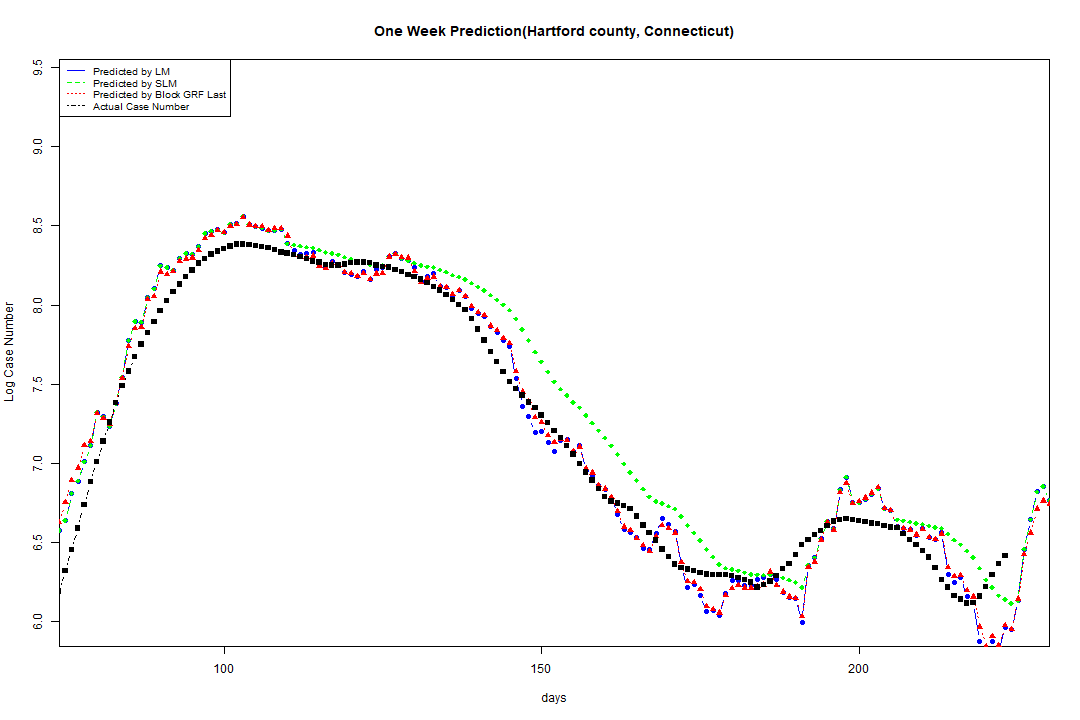 One Week Prediction(Hartford county, Connecticut)
Predicted by LM
Predicted by SLM
Predicted by Block GRF Last
Actual Case Number
9.5
9.0
8.5
8.0
7.5
7.0
6.5
6.0
Log Case Number
100 150 200
days